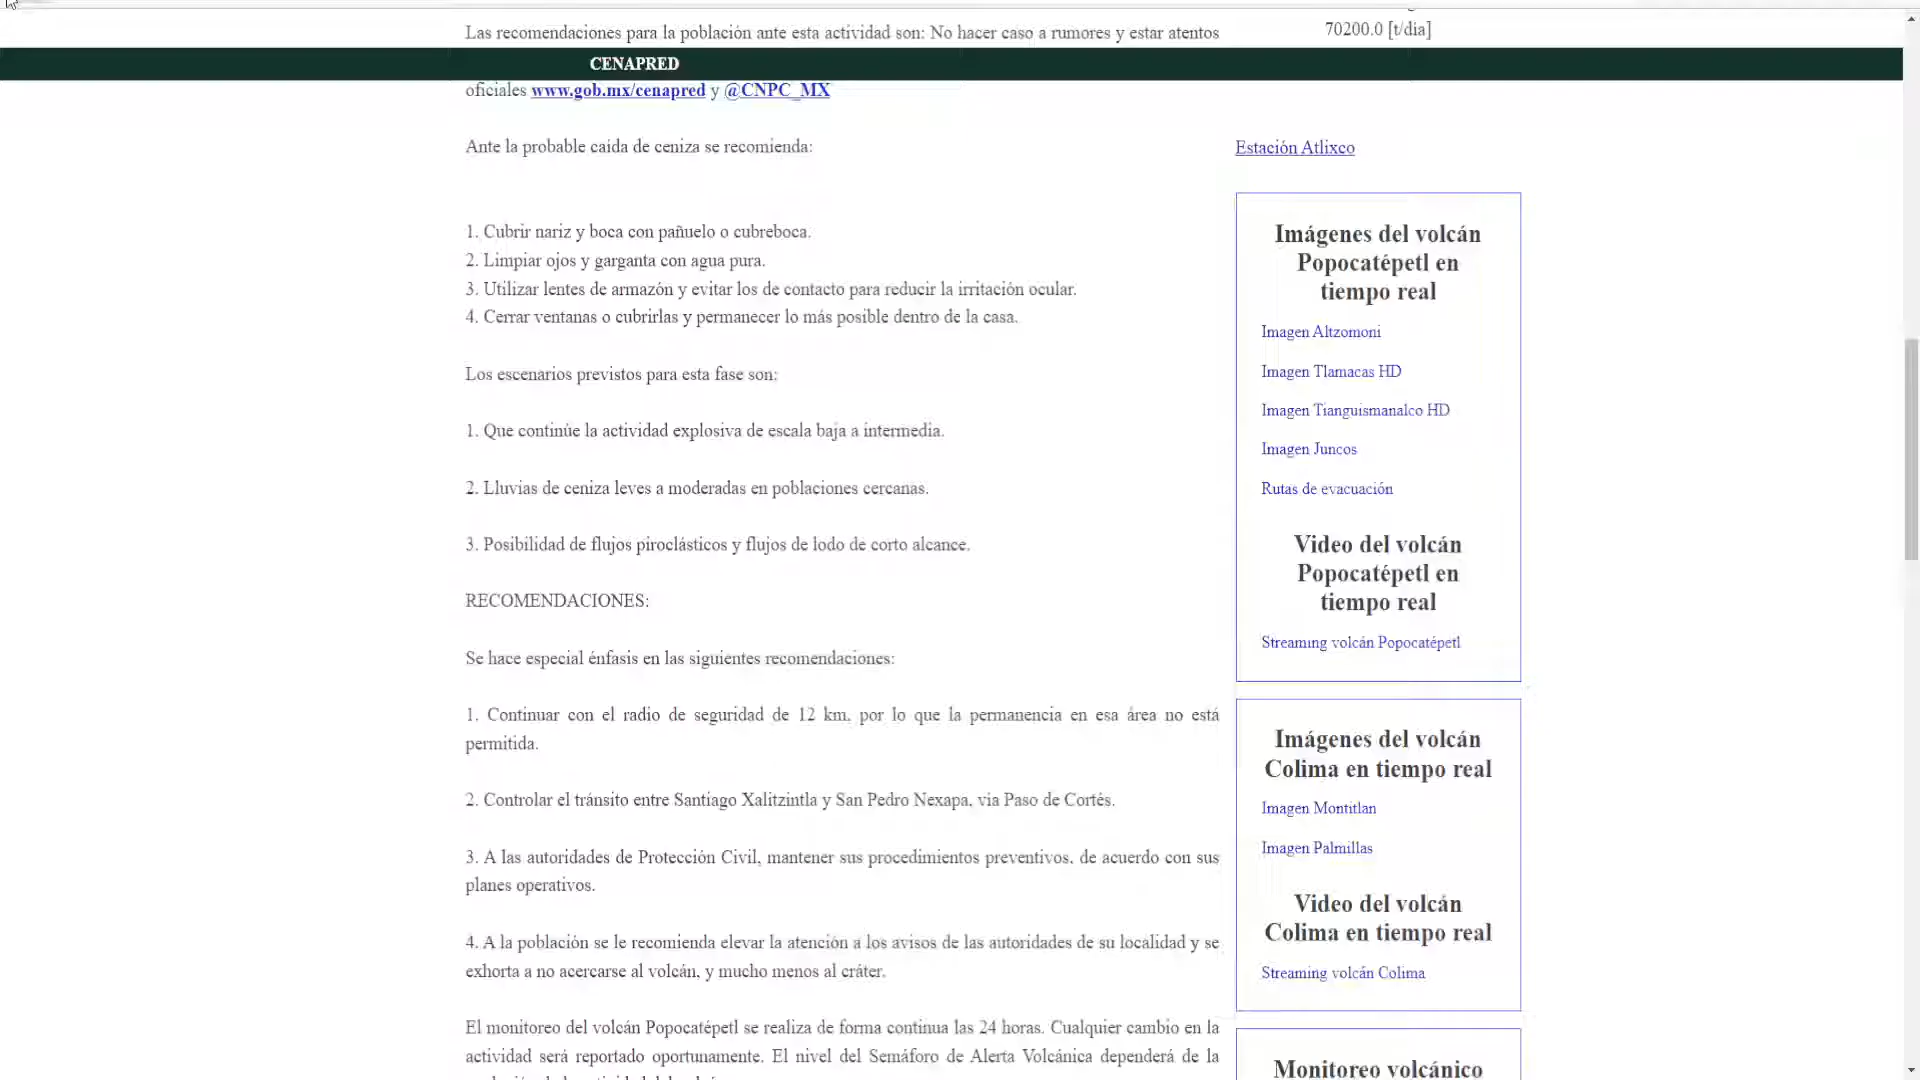 Las recomendaciones para la población ante esta actividad son: No hacer caso a rumores y estar atentos
70200.0 [t/dia]
CENAPRED
oficiales www.gob.mx/cenapred y @CNPC_MX
Ante la probable caída de ceniza se recomienda:
1. Cubrir nariz y boca con pañuelo o cubreboca.
2. Limpiar ojos y garganta con agua pura.
3. Utilizar lentes de armazón y evitar los de contacto para reducir la irritación ocular.
4. Cerrar ventanas o cubrirlas y permanecer lo más posible dentro de la casa.
Los escenarios previstos para esta fase son:
1. Que continúe la actividad explosiva de escala baja a intermedia.
2. Lluvias de ceniza leves a moderadas en poblaciones cercanas.
3. Posibilidad de flujos piroclásticos y flujos de lodo de corto alcance.
RECOMENDACIONES:
Se hace especial énfasis en las siguientes recomendaciones:
1. Continuar con el radio de seguridad de 12 km, por lo que la permanencia en esa área no está
permitida.
2. Controlar el tránsito entre Santiago Xalitzintla y San Pedro Nexapa, vía Paso de Cortés.
3. A las autoridades de Protección Civil, mantener sus procedimientos preventivos, de acuerdo con sus
planes operativos.
4. A la población se le recomienda elevar la atención a los avisos de las autoridades de su localidad y se
exhorta a no acercarse al volcán, y mucho menos al cráter.
El monitoreo del volcán Popocatépetl se realiza de forma continua las 24 horas. Cualquier cambio en la
actividad será reportado oportunamente. El nivel del Semáforo de Alerta Volcánica dependerá de la
Estación Atlixco
Imágenes del volcán
Popocatépetl en
tiempo real
Imagen Altzomoni
Imagen Tlamacas HD
Imagen Tianguismanalco HD
Imagen Juncos
Rutas de evacuación
Video del volcán
Popocatépetl en
tiempo real
Streaming volcán Popocatépetl
Imágenes del volcán
Colima en tiempo real
Imagen Montitlan
Imagen Palmillas
Video del volcán
Colima en tiempo real
Streaming volcán Colima
Monitoreo volcánico